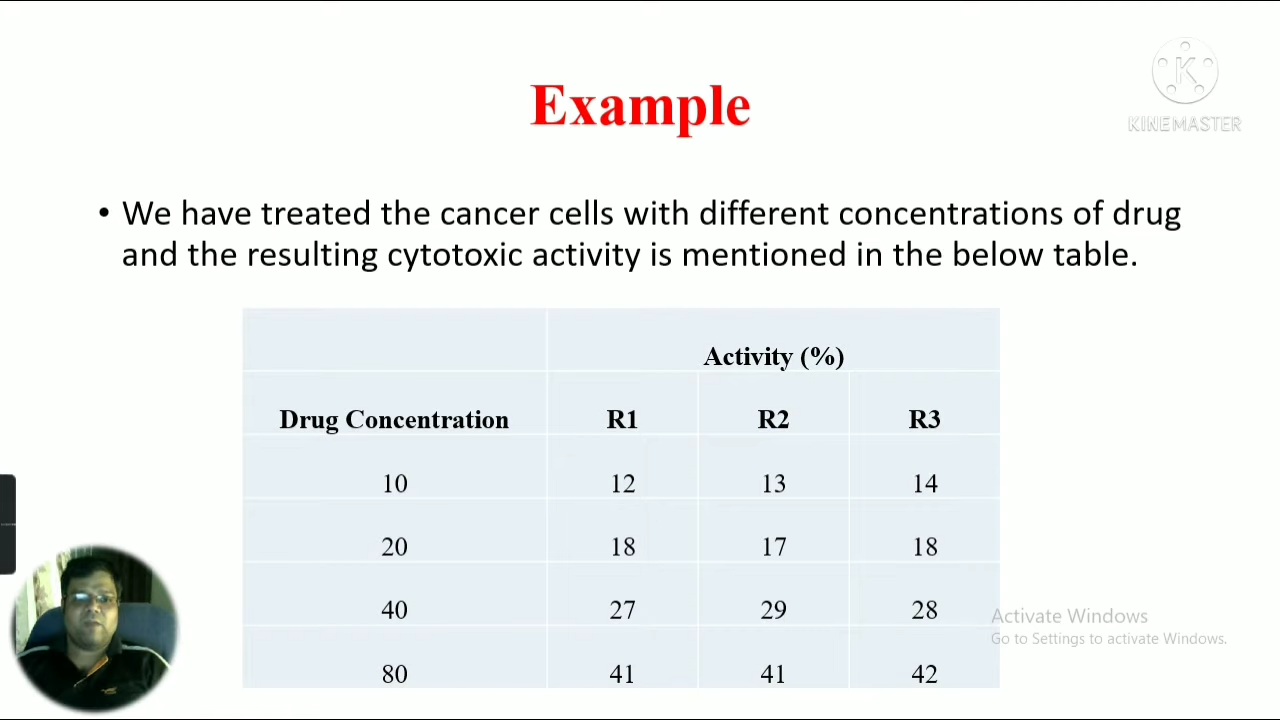 Example
KINEMASTER
• We have treated the cancer cells with different concentrations of drug
and the resulting cytotoxic activity is mentioned in the below table.
Activity (%)
Drug Concentration R1 R2 R3
10 12 13 14
20 18 17 18
40 27 29 28
80 41 41 42
Activate Windows
Go to Settings to activate Windows.